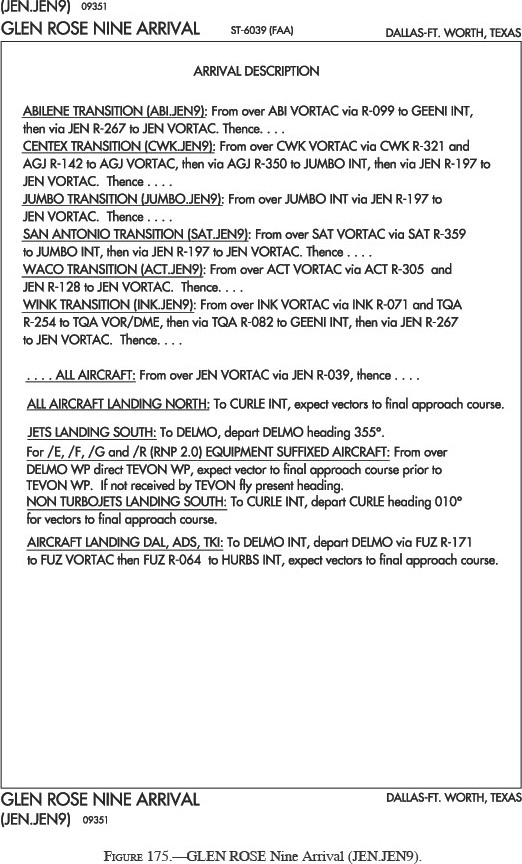 (JEN.JEN9) 09351
GLEN ROSE NINE ARRIVAL ST-6039 (FAA) DALLAS-FT. WORTH, TEXAS
ARRIVAL DESCRIPTION
ABILENE TRANSITION (ABI.JEN9): From over ABI VORTAC via R-099 to GEENI INT,
then via JEN R-267 to JEN VORTAC. Thence. . . .
CENTEX TRANSITION (CWK.JEN9): From over CWK VORTAC via CWK R-321 and
AGJ R-142 to AGJ VORTAC, then via AGJ R-350 to JUMBO INT, then via JEN R-197 to
JEN VORTAC. Thence . . . .
JUMBO TRANSITION (JUMBO.JEN9): From over JUMBO INT via JEN R-197 to
JEN VORTAC. Thence . . . .
SAN ANTONIO TRANSITION (SAT.JEN9): From over SAT VORTAC via SAT R-359
to JUMBO INT, then via JEN R-197 to JEN VORTAC. Thence . . . .
WACO TRANSITION (ACT.JEN9): From over ACT VORTAC via ACT R-305 and
JEN R-128 to JEN VORTAC. Thence. . . .
WINK TRANSITION (INK.JEN9): From over INK VORTAC via INK R-071 and TQA
R-254 to TQA VOR/DME, then via TQA R-082 to GEENI INT, then via JEN R-267
to JEN VORTAC. Thence. . . .
. . . . ALL AIRCRAFT: From over JEN VORTAC via JEN R-039, thence . . . .
ALL AIRCRAFT LANDING NORTH: To CURLE INT, expect vectors to final approach course.
JETS LANDING SOUTH: To DELMO, depart DELMO heading 355°.
For /E, /F, /G and /R (RNP 2.0) EQUIPMENT SUFFIXED AIRCRAFT: From over
DELMO WP direct TEVON WP, expect vector to final approach course prior to
TEVON WP. If not received by TEVON fly present heading.
NON TURBOJETS LANDING SOUTH: To CURLE INT, depart CURLE heading 010°
for vectors to final approach course.
AIRCRAFT LANDING DAL, ADS, TKI: To DELMO INT, depart DELMO via FUZ R-171
to FUZ VORTAC then FUZ R-064 to HURBS INT, expect vectors to final approach course.
GLEN ROSE NINE ARRIVAL DALLAS-FT. WORTH, TEXAS
(JEN.JEN9) 09351
FIGURE 175.—GLEN ROSE Nine Arrival (JEN.JEN9).